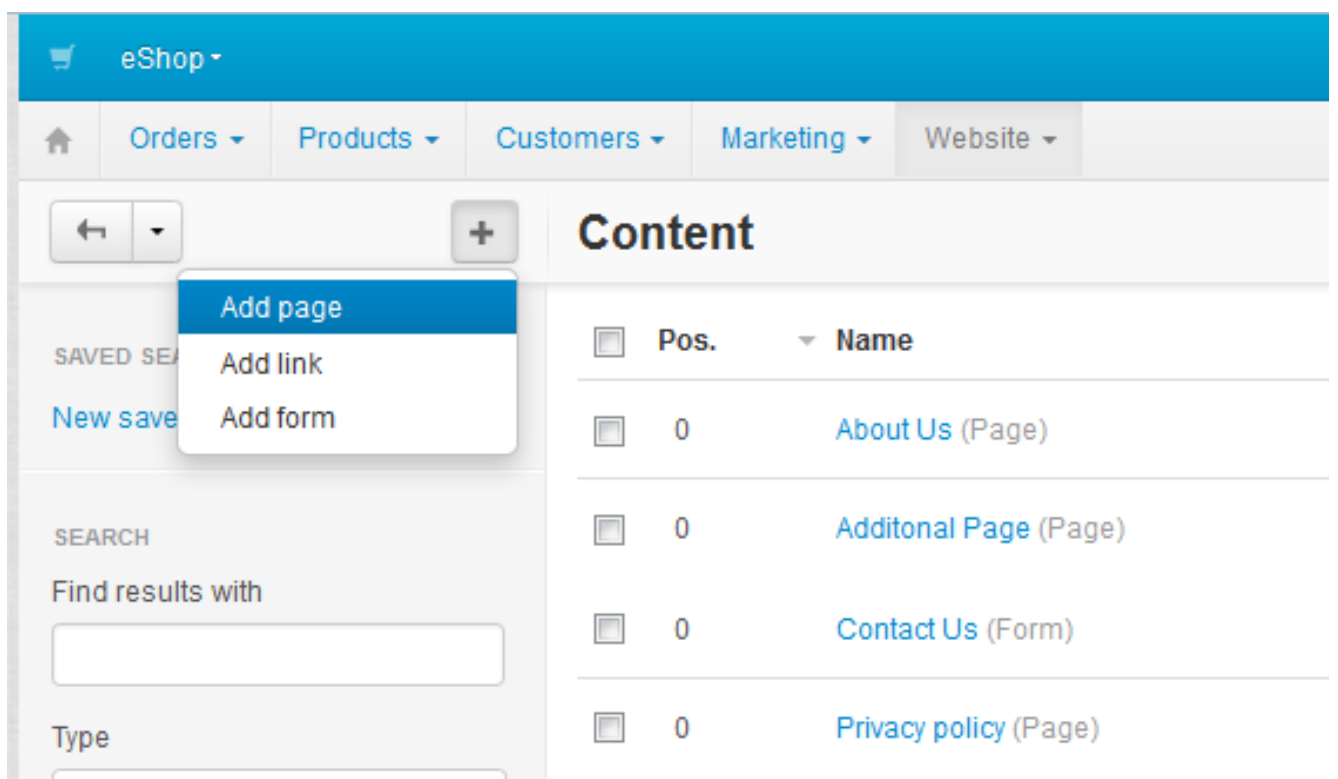 eShop
Orders Products Customers Marketing Website
Content
Add page
Add link
Add form
SAVED
New save
SEARCH
Find results with
Type
Pos. Name
0 About Us (Page)
0 Additonal Page (Page)
0 Contact Us (Form)
0 Privacy policy (Page)